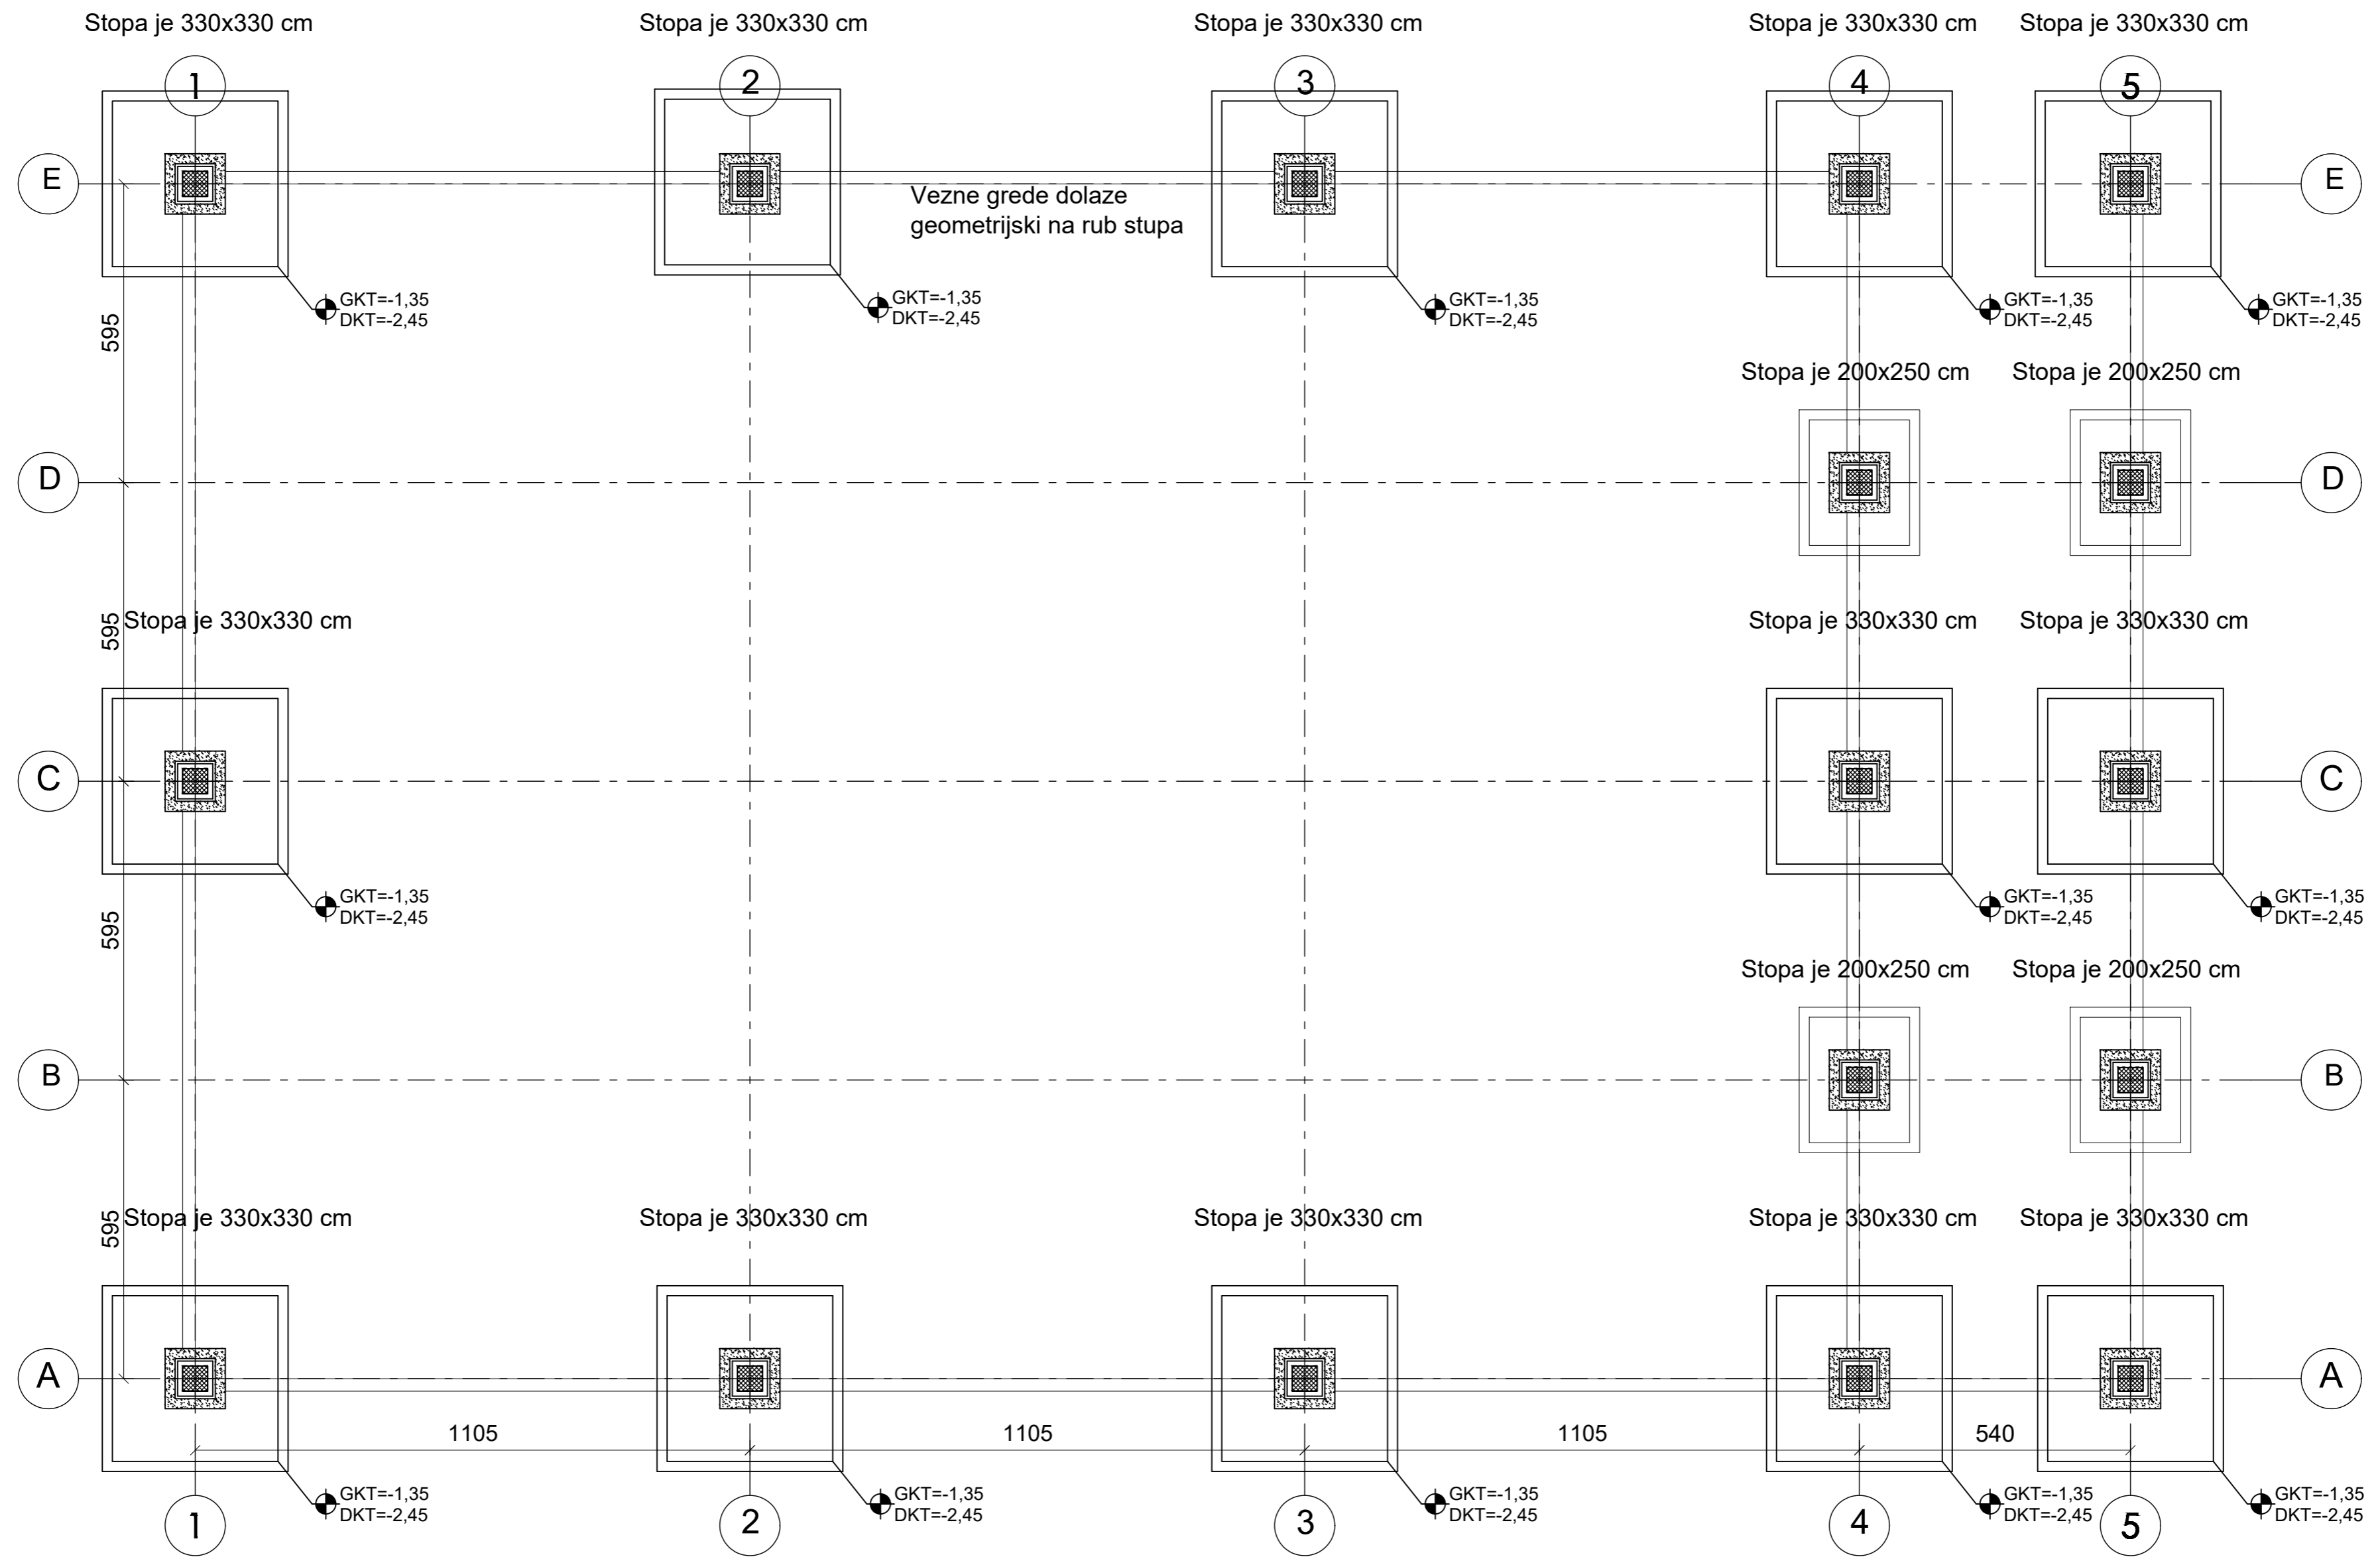 Stopa je 330x330 cm
Stopa je 330x330 cm
Stopa je 330x330 cm
Stopa je 330x330 cm
Stopa je 330x330 cm
1
2
3
4
5
E
E
Vezne grede dolaze
geometrijski na rub stupa
GKT=-1,35
DKT=-2,45
GKT=-1,35
DKT=-2,45
GKT=-1,35
DKT=-2,45
GKT=-1,35
DKT=-2,45
GKT=-1,35
DKT=-2,45
595
Stopa je 200x250 cm
Stopa je 200x250 cm
D
D
595
Stopa je 330x330 cm
Stopa je 330x330 cm
Stopa je 330x330 cm
C
C
GKT=-1,35
DKT=-2,45
GKT=-1,35
DKT=-2,45
GKT=-1,35
DKT=-2,45
595
Stopa je 200x250 cm
Stopa je 200x250 cm
B
B
595
Stopa je 330x330 cm
Stopa je 330x330 cm
Stopa je 330x330 cm
Stopa je 330x330 cm
Stopa je 330x330 cm
A
A
1105
1105
1105
540
GKT=-1,35
DKT=-2,45
GKT=-1,35
DKT=-2,45
GKT=-1,35
DKT=-2,45
GKT=-1,35
DKT=-2,45
GKT=-1,35
DKT=-2,45
1
2
3
4
5